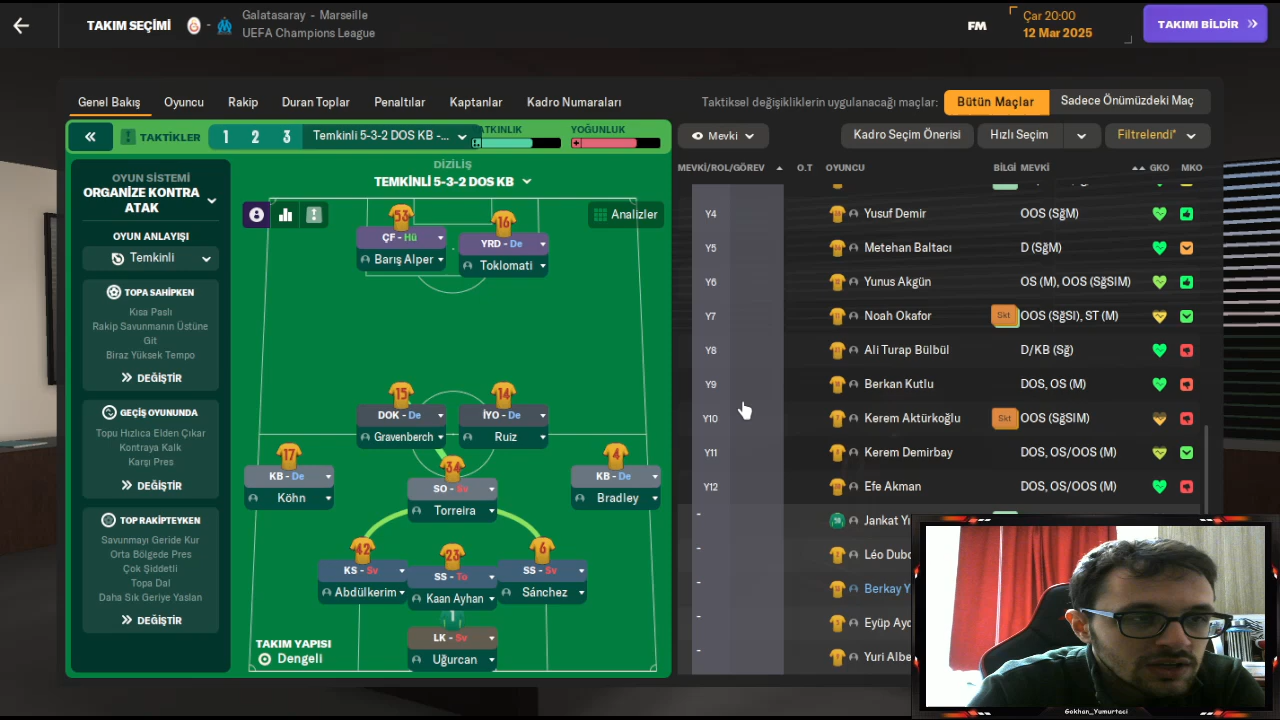 TAKIM SEÇİMİ
Galatasaray - Marseille
UEFA Champions League
FM
Çar 20:00
12 Mar 2025
TAKIMI BİLDİR
Genel Bakış
Oyuncu
Rakip
Duran Toplar
Penaltılar
Kaptanlar
Kadro Numaraları
Taktiksel değişikliklerin uygulanacağı maçlar:
Bütün Maçlar
Sadece Önümüzdeki Maç
TAKTİKLER
1
2
3
Temkinli 5-3-2 DOS KB -...
YOĞUNLUK
Mevki
Kadro Seçim Önerisi
Hızlı Seçim
Filtrelendi*
OYUN SİSTEMİ
ORGANİZE KONTRA
ATAK
OYUN ANLAYIŞI
Temkinli
TOPA SAHİPKEN
Kısa Paslı
Rakip Savunmanın Üstüne
Git
Biraz Yüksek Tempo
DEĞİŞTİR
GEÇİŞ OYUNUNDA
Topu Hızlıca Elden Çıkar
Kontraya Kalk
Karşı Pres
DEĞİŞTİR
TOP RAKİPTEYKEN
Savunmayı Geride Kur
Orta Bölgede Pres
Çok Şiddetli
Topa Dal
Daha Sık Geriye Yaslan
DEĞİŞTİR
DİZİLİŞ
TEMKİNLİ 5-3-2 DOS KB
Analizler
53
ÇF - Hü
Barış Alper
16
YRD - De
Toklomati
15
DOK - De
Gravenberch
14
İYO - De
Ruiz
17
KB - De
Köhn
34
SO - Sv
Torreira
4
KB - De
Bradley
42
KS - Sv
Abdülkerim
23
SS - To
Kaan Ayhan
6
SS - Sv
Sánchez
1
LK - Sv
Uğurcan
TAKIM YAPISI
Dengeli
MEVKİ/ROL/GÖREV
O.T
OYUNCU
BİLGİ
MEVKİ
GKO
MKO
Y4 Yusuf Demir OOS (SğM)
Y5 Metehan Baltacı D (SğM)
Y6 Yunus Akgün OS (M), OOS (SğSlM)
Y7 Noah Okafor Skt OOS (SğSl), ST (M)
Y8 Ali Turap Bülbül D/KB (Sğ)
Y9 Berkan Kutlu DOS, OS (M)
Y10 Kerem Aktürkoğlu Skt OOS (SğSlM)
Y11 Kerem Demirbay DOS, OS/OOS (M)
Y12 Efe Akman DOS, OS/OOS (M)
- Jankat
- Léo
- Berkay
- Eyüp
- Yuri
Gokhan_Yumurtaci